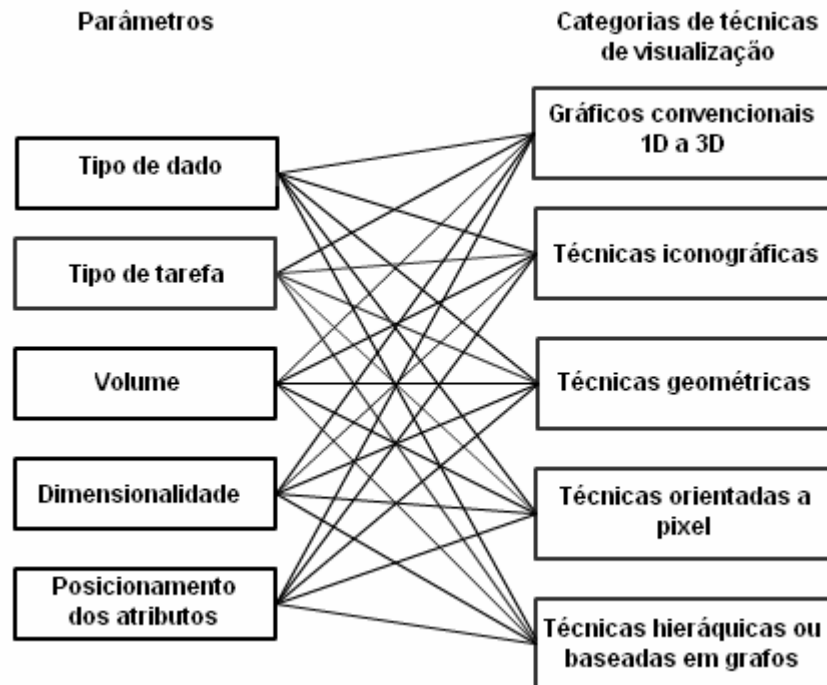 Parâmetros
Categorias de técnicas
de visualização
Tipo de dado
Tipo de tarefa
Volume
Dimensionalidade
Posicionamento
dos atributos
Gráficos convencionais
1D a 3D
Técnicas iconográficas
Técnicas geométricas
Técnicas orientadas a
pixel
Técnicas hieráquicas ou
baseadas em grafos